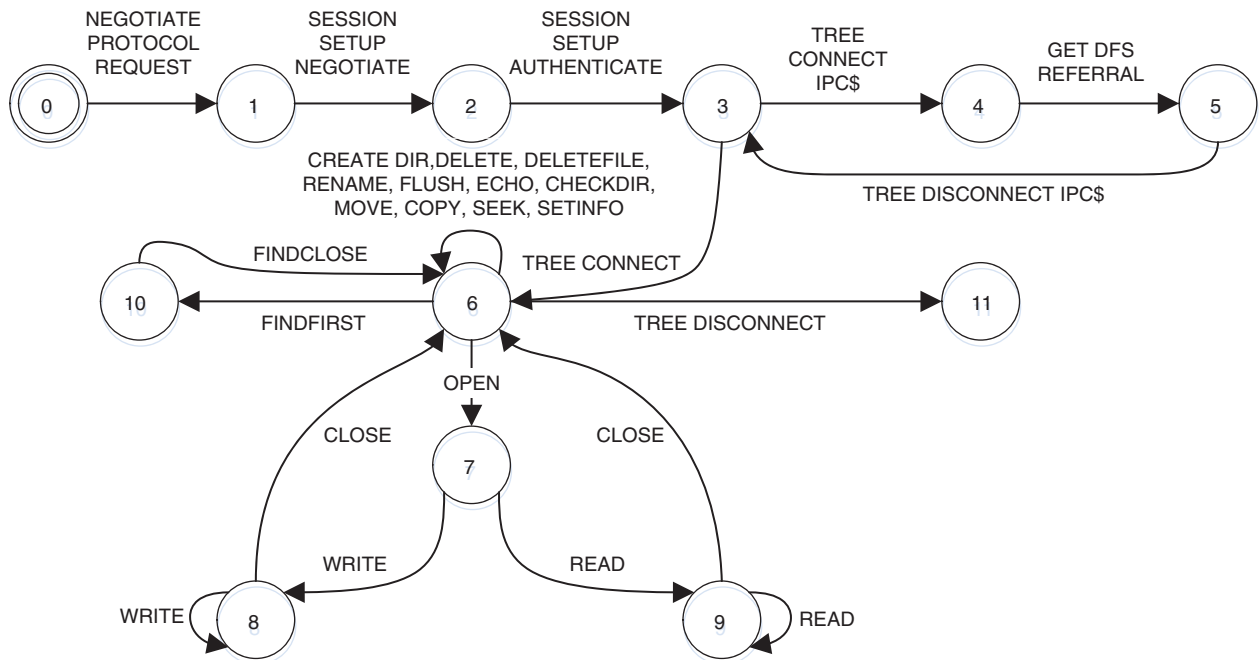 NEGOTIATE
PROTOCOL
REQUEST
SESSION
SETUP
NEGOTIATE
SESSION
SETUP
AUTHENTICATE
TREE
CONNECT
IPC$
GET DFS
REFERRAL
0
1
2
3
4
5
CREATE DIR,DELETE, DELETEFILE,
RENAME, FLUSH, ECHO, CHECKDIR,
MOVE, COPY, SEEK, SETINFO
TREE DISCONNECT IPC$
FINDCLOSE
TREE CONNECT
10
6
11
FINDFIRST
TREE DISCONNECT
OPEN
CLOSE
CLOSE
7
WRITE
READ
WRITE
8
9
READ